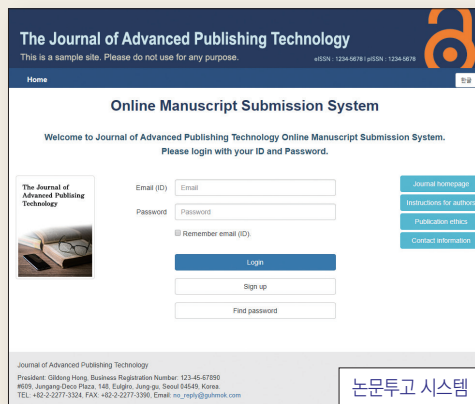 The Journal of Advanced Publishing Technology
This is a sample site. Please do not use for any purpose.
eISSN : 1234-5678 I pISSN : 1234-5678
Home
한글
Online Manuscript Submission System
Welcome to Journal of Advanced Publishing Technology Online Manuscript Submission System.
Please login with your ID and Password.
The Journal of
Advanced Publising
Technology
Email (ID)
Email
Password
Password
Remember email (ID).
Login
Sign up
Find password
Journal homepage
Instructions for authors
Publication ethics
Contact information
Journal of Advanced Publishing Technology
President: Gildong Hong, Business Registration Number: 123-45-67890
#609, Jungang-Deco Plaza, 148, Eulgiro, Jung-gu, Seoul 04549, Korea,
TEL: +82-2-2277-3324, FAX: +82-2-2277-3390, Email: no_reply@guhmok.com
논문투고 시스템